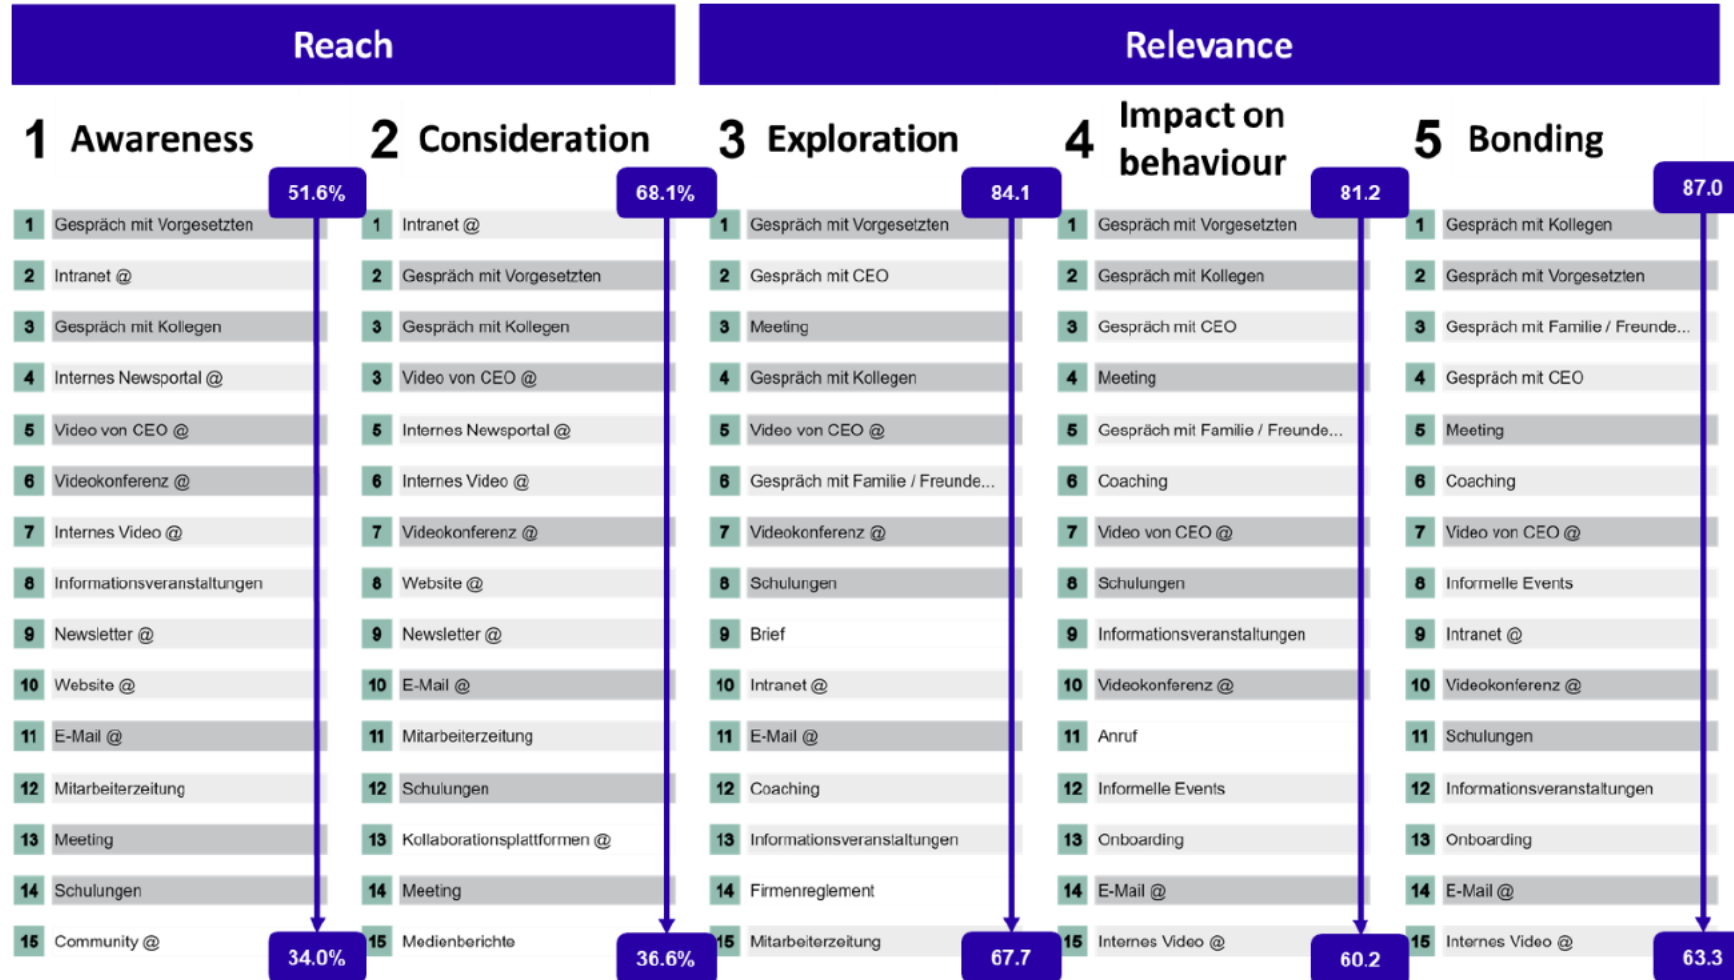 Reach
Relevance
1 Awareness
51.6%
1 Gespräch mit Vorgesetzten
2 Intranet @
3 Gespräch mit Kollegen
4 Internes Newsportal @
5 Video von CEO @
6 Videokonferenz @
7 Internes Video @
8 Informationsveranstaltungen
9 Newsletter @
10 Website @
11 E-Mail @
12 Mitarbeiterzeitung
13 Meeting
14 Schulungen
15 Community @
34.0%
2 Consideration
68.1%
1 Intranet @
2 Gespräch mit Vorgesetzten
3 Gespräch mit Kollegen
3 Video von CEO @
5 Internes Newsportal @
6 Internes Video @
7 Videokonferenz @
8 Website @
9 Newsletter @
10 E-Mail @
11 Mitarbeiterzeitung
12 Schulungen
13 Kollaborationsplattformen @
14 Meeting
15 Medienberichte
36.6%
3 Exploration
84.1
1 Gespräch mit Vorgesetzten
2 Gespräch mit CEO
3 Meeting
4 Gespräch mit Kollegen
5 Video von CEO @
6 Gespräch mit Familie / Freunde...
7 Videokonferenz @
8 Schulungen
9 Brief
10 Intranet @
11 E-Mail @
12 Coaching
13 Informationsveranstaltungen
14 Firmenreglement
15 Mitarbeiterzeitung
67.7
4 Impact on
behaviour
81.2
1 Gespräch mit Vorgesetzten
2 Gespräch mit Kollegen
3 Gespräch mit CEO
4 Meeting
5 Gespräch mit Familie / Freunde...
6 Coaching
7 Video von CEO @
8 Schulungen
9 Informationsveranstaltungen
10 Videokonferenz @
11 Anruf
12 Informelle Events
13 Onboarding
14 E-Mail @
15 Internes Video @
60.2
5 Bonding
87.0
1 Gespräch mit Kollegen
2 Gespräch mit Vorgesetzten
3 Gespräch mit Familie / Freunde...
4 Gespräch mit CEO
5 Meeting
6 Coaching
7 Video von CEO @
8 Informelle Events
9 Intranet @
10 Videokonferenz @
11 Schulungen
12 Informationsveranstaltungen
13 Onboarding
14 E-Mail @
15 Internes Video @
63.3